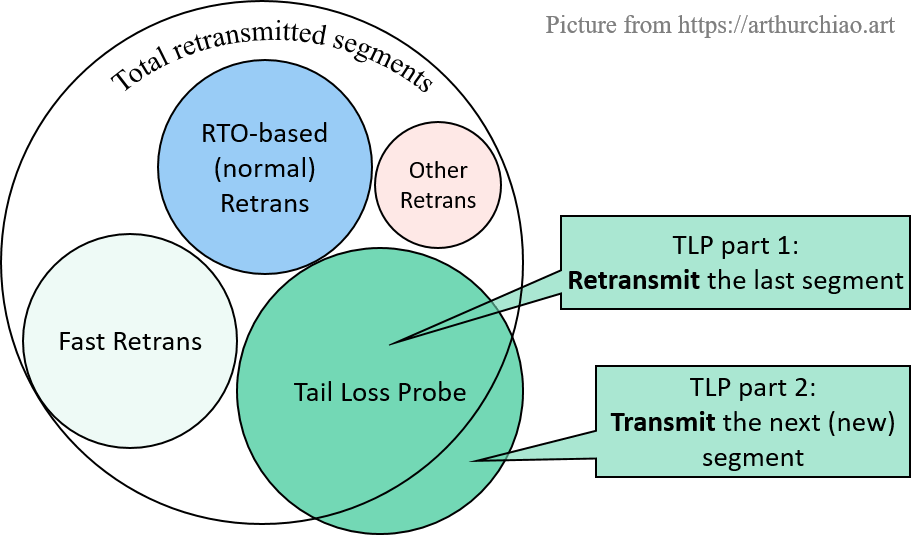 Picture from https://arthurchiao.art
Total retransmitted segments
RTO-based
(normal)
Retrans
Other
Retrans
TLP part 1:
Retransmit the last segment
Fast Retrans
Tail Loss Probe
TLP part 2:
Transmit the next (new)
segment